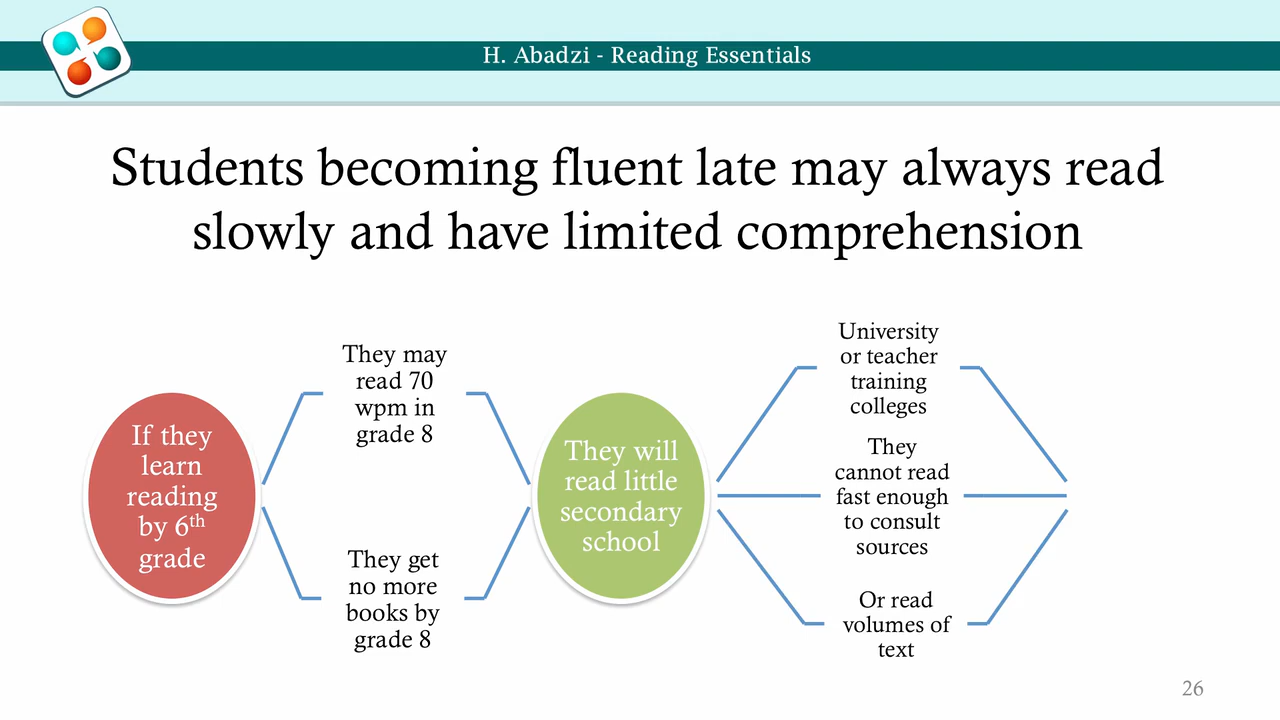 H. Abadzi - Reading Essentials
Students becoming fluent late may always read
slowly and have limited comprehension
If they
learn
reading
by 6th
grade
They may
read 70
wpm in
grade 8
They get
no more
books by
grade 8
They will
read little
secondary
school
University
or teacher
training
colleges
They
cannot read
fast enough
to consult
sources
Or read
volumes of
text
26